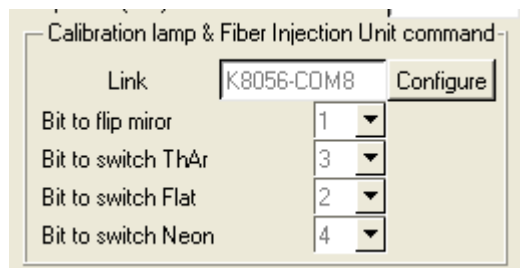 Calibration lamp & Fiber Injection Unit command
Link K8056-COM8 Configure
Bit to flip miror 1
Bit to switch ThAr 3
Bit to switch Flat 2
Bit to switch Neon 4